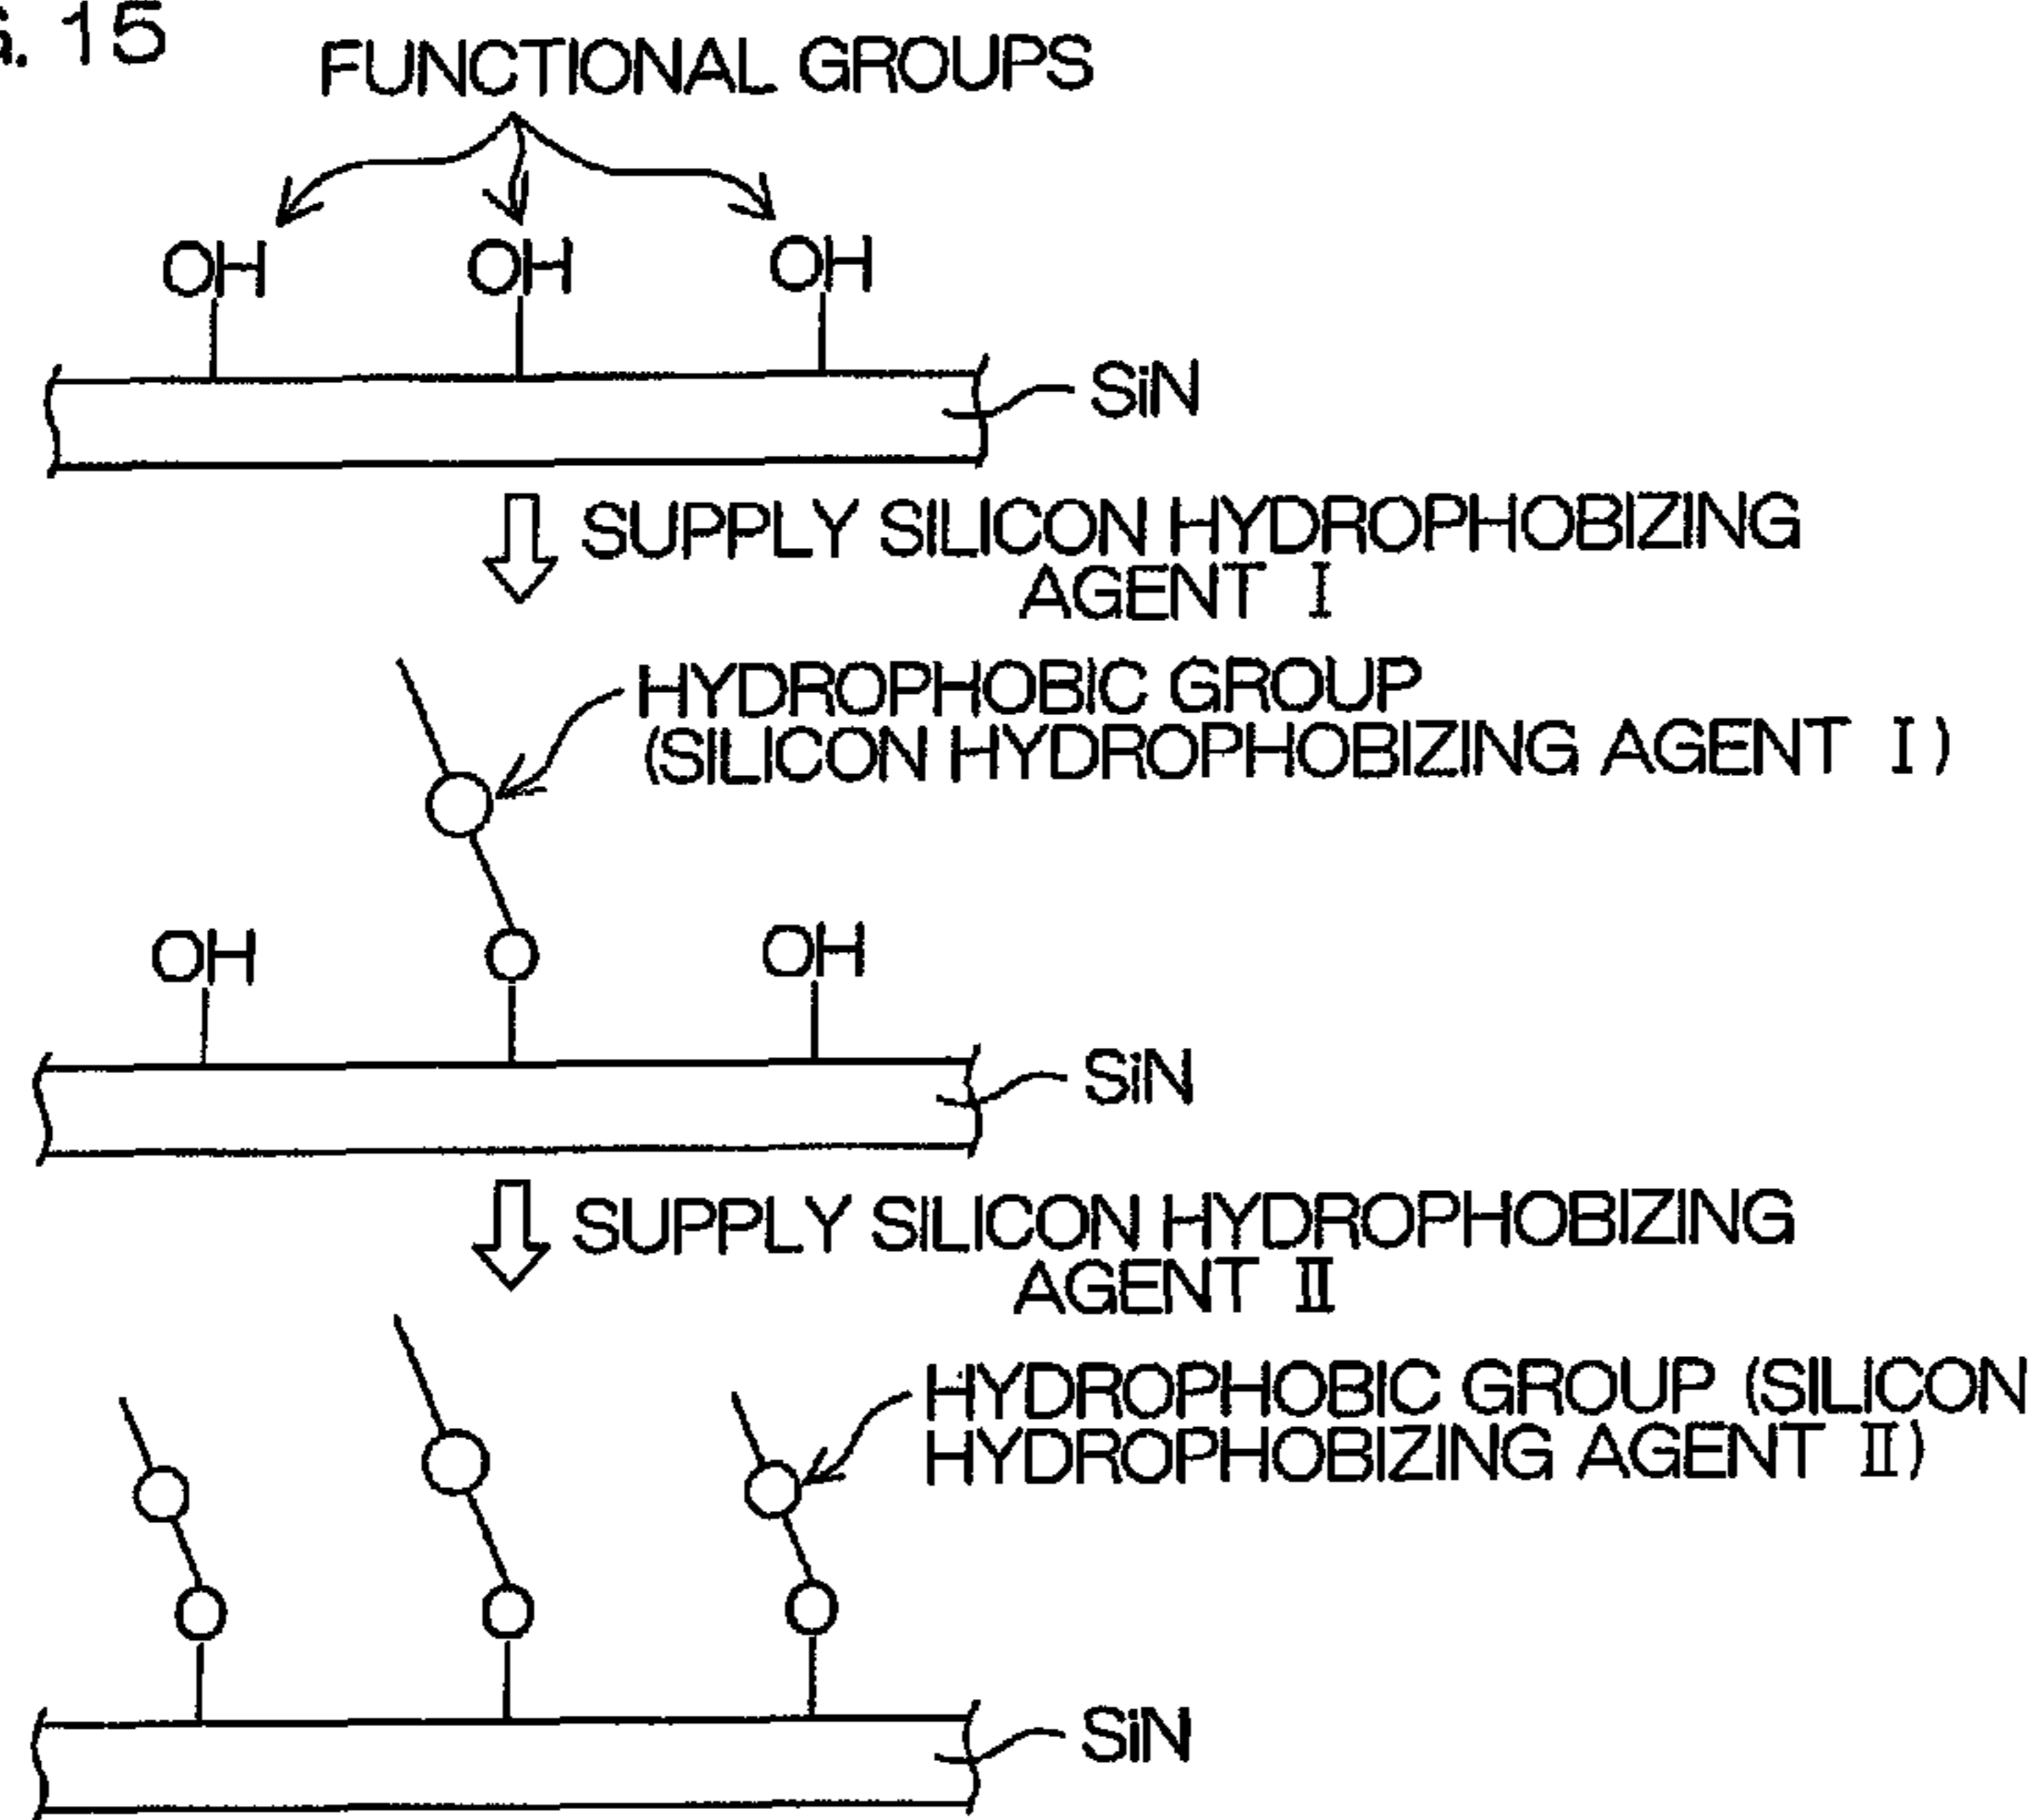 G. 15
FUNCTIONAL GROUPS
OH OH OH
SiN
SUPPLY SILICON HYDROPHOBIZING
AGENT I
HYDROPHOBIC GROUP
(SILICON HYDROPHOBIZING AGENT I)
OH O OH
SiN
SUPPLY SILICON HYDROPHOBIZING
AGENT II
HYDROPHOBIC GROUP (SILICON
HYDROPHOBIZING AGENT II)
O O O
SiN